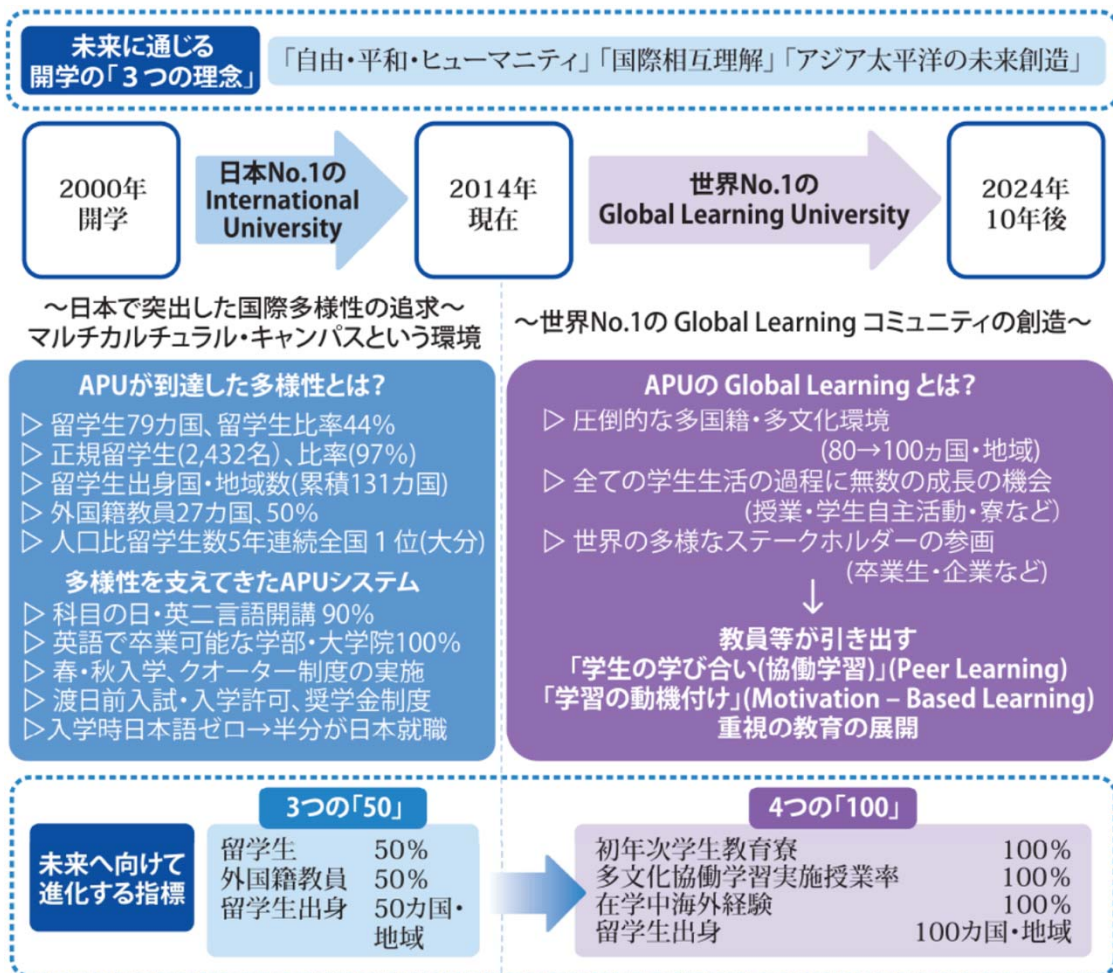 未来に通じる
開学の「3つの理念」
「自由・平和・ヒューマニティ」「国際相互理解」「アジア太平洋の未来創造」
2000年
開学
日本No.1の
International
University
2014年
現在
世界No.1の
Global Learning University
2024年
10年後
～日本で突出した国際多様性の追求～
マルチカルチュラル・キャンパスという環境
APUが到達した多様性とは?
▷ 留学生79カ国、留学生比率44%
▷ 正規留学生(2,432名)、比率(97%)
▷ 留学生出身国・地域数(累積131カ国)
▷ 外国籍教員27カ国、50%
▷ 人口比留学生数5年連続全国1位(大分)
多様性を支えてきたAPUシステム
▷ 科目の日・英二言語開講 90%
▷ 英語で卒業可能な学部・大学院100%
▷ 春・秋入学、クオーター制度の実施
▷ 渡日前入試・入学許可、奨学金制度
▷入学時日本語ゼロ→半分が日本就職
～世界No.1の Global Learning コミュニティの創造～
APUの Global Learning とは?
▷ 圧倒的な多国籍・多文化環境
(80→100ヵ国・地域)
▷ 全ての学生生活の過程に無数の成長の機会
(授業・学生自主活動・寮など)
▷ 世界の多様なステークホルダーの参画
(卒業生・企業など)
↓
教員等が引き出す
「学生の学び合い(協働学習)」(Peer Learning)
「学習の動機付け」(Motivation – Based Learning)
重視の教育の展開
未来へ向けて
進化する指標
3つの「50」
留学生 50%
外国籍教員 50%
留学生出身 50カ国・
地域
4つの「100」
初年次学生教育寮 100%
多文化協働学習実施授業率 100%
在学中海外経験 100%
留学生出身 100カ国・地域